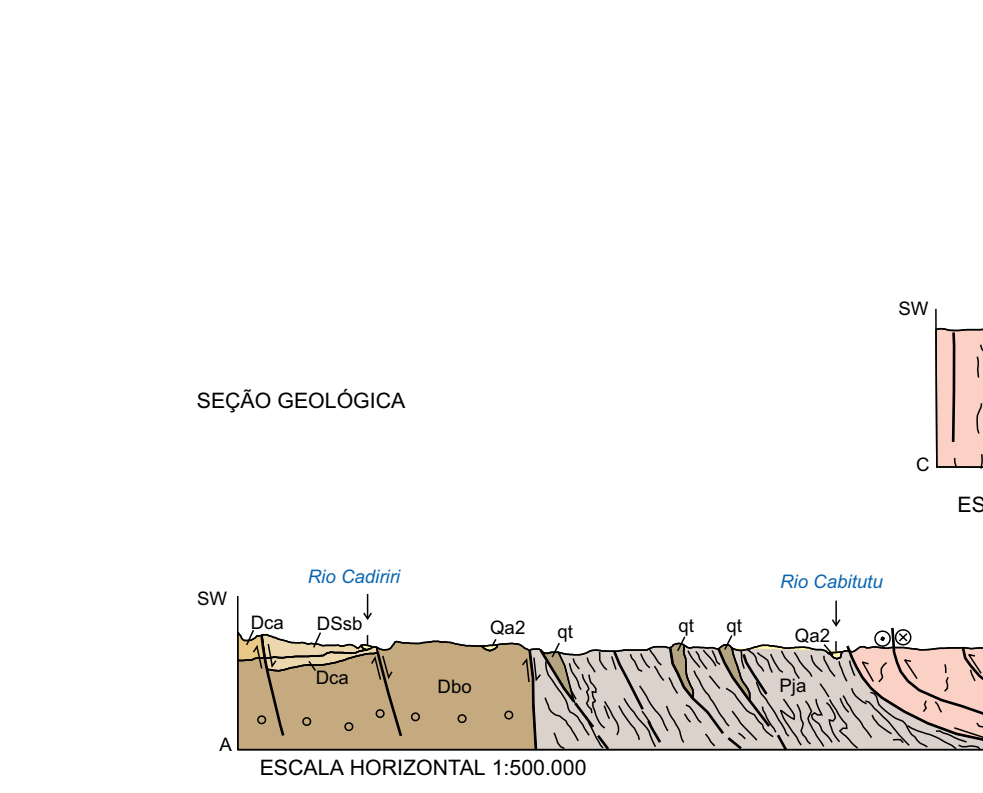 SW
SEÇÃO GEOLÓGICA
C
ES
Rio Cadiriri
Rio Cabitutu
SW
Dca
DSsb
Qa2
qt
qt
qt
Qa2
Dca
Dbo
Pja
A
ESCALA HORIZONTAL 1:500.000